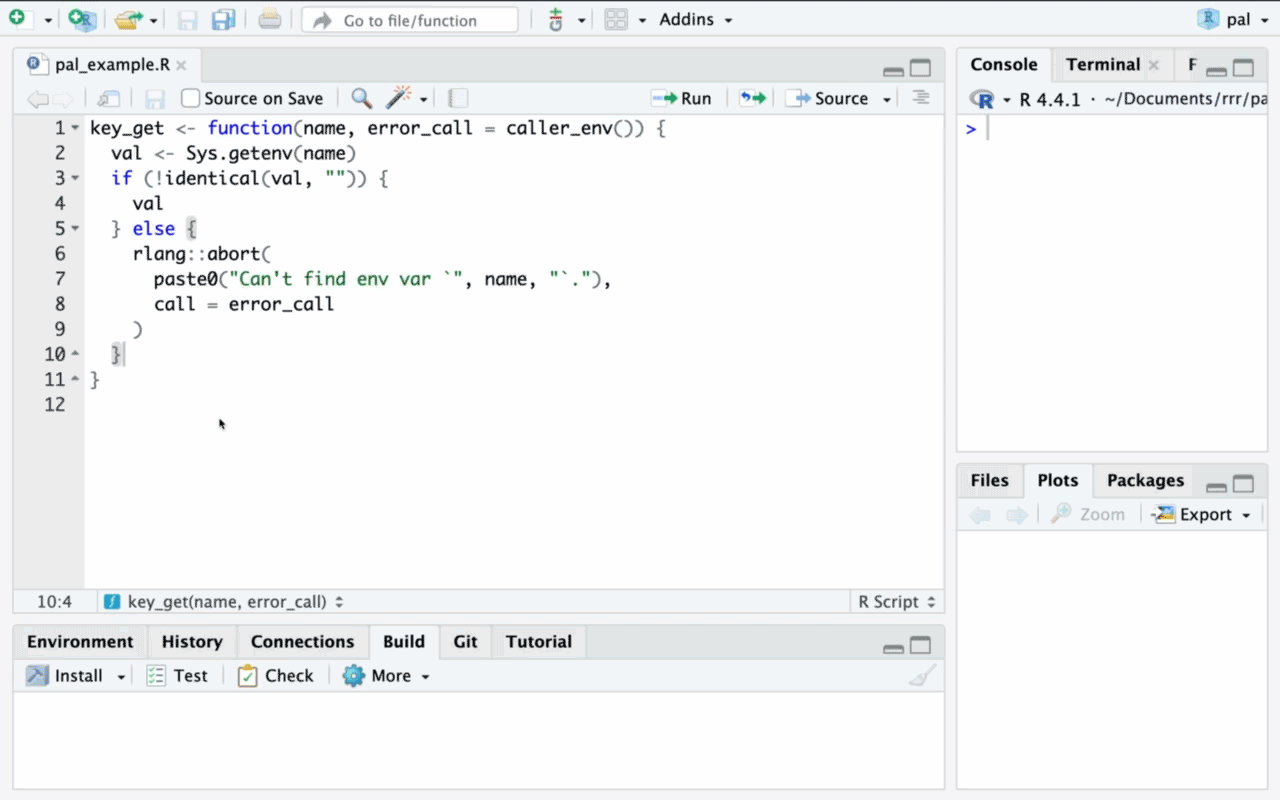 Go to file/function Addins pal
pal_example.R
Source on Save Run Source
1 key_get <- function(name, error_call = caller_env()) {
2   val <- Sys.getenv(name)
3   if (!identical(val, "")) {
4     val
5   } else {
6     rlang::abort(
7       paste0("Can't find env var `", name, "`."),
8       call = error_call
9     )
10   }
11 }
12
10:4 key_get(name, error_call) R Script
Environment History Connections Build Git Tutorial
Install Test Check More
Console Terminal F
R 4.4.1 · ~/Documents/rrr/pa
>
Files Plots Packages
Zoom Export